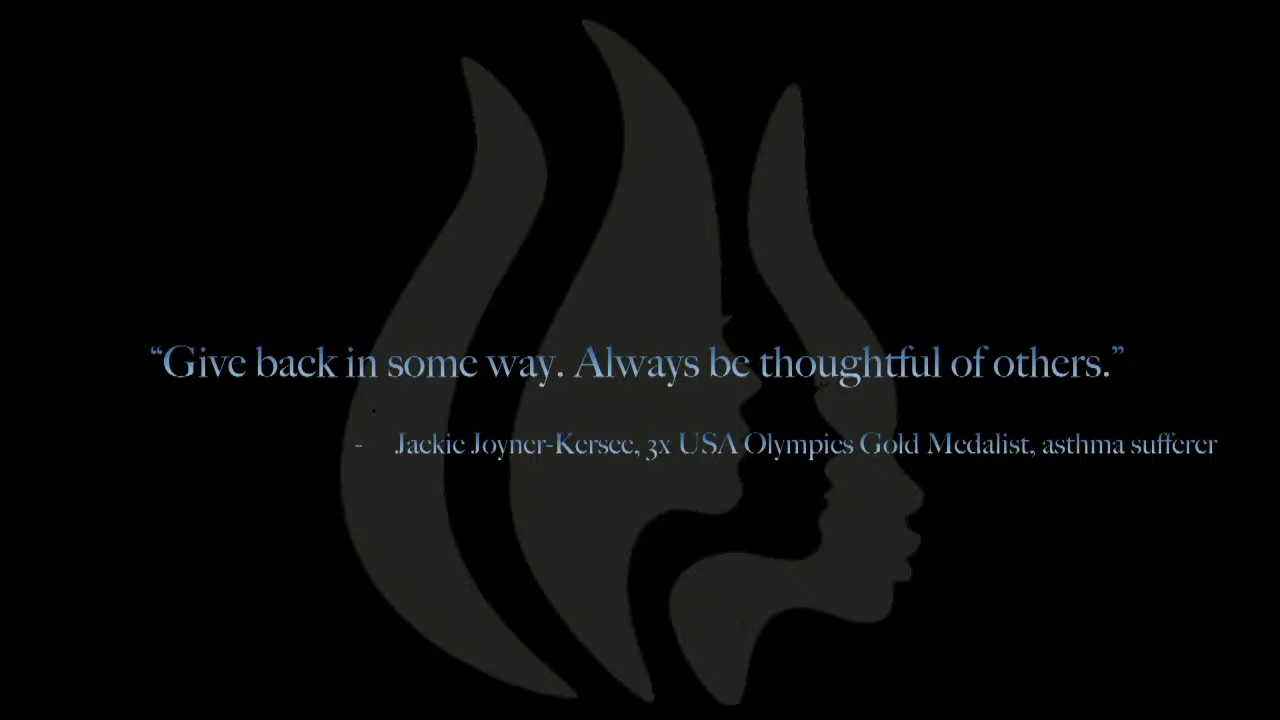 “Give back in some way. Always be thoughtful of others.”
- Jackie Joyner-Kersee, 3x USA Olympics Gold Medalist, asthma sufferer